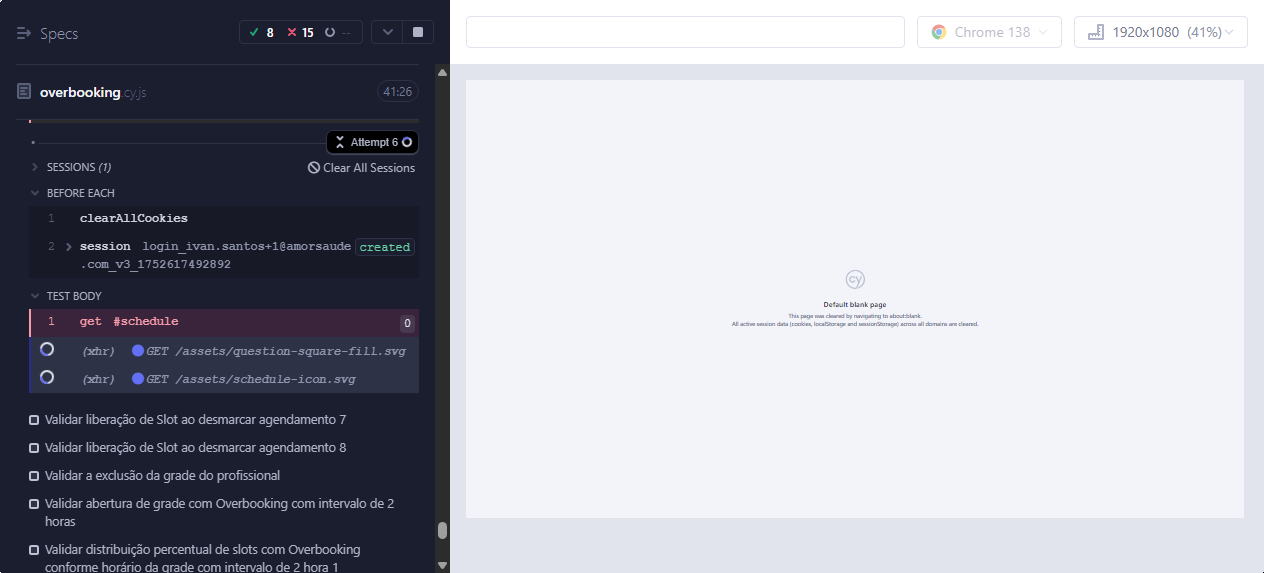 Specs
8 15 --
Chrome 138
1920x1080 (41%)
overbooking.cy.js
41:26
Attempt 6
SESSIONS (1)
Clear All Sessions
BEFORE EACH
1 clearAllCookies
2 session login_ivan.santos+1@amorsaude created
.com_v3_1752617492892
TEST BODY
1 get #schedule 0
(xhr) GET /assets/question-square-fill.svg
(xhr) GET /assets/schedule-icon.svg
Validar liberação de Slot ao desmarcar agendamento 7
Validar liberação de Slot ao desmarcar agendamento 8
Validar a exclusão da grade do profissional
Validar abertura de grade com Overbooking com intervalo de 2
horas
Validar distribuição percentual de slots com Overbooking
conforme horário da grade com intervalo de 2 hora 1
cy
Default blank page
This page was cleared by navigating to about:blank.
All active session data (cookies, localStorage and sessionStorage) across all domains are cleared.